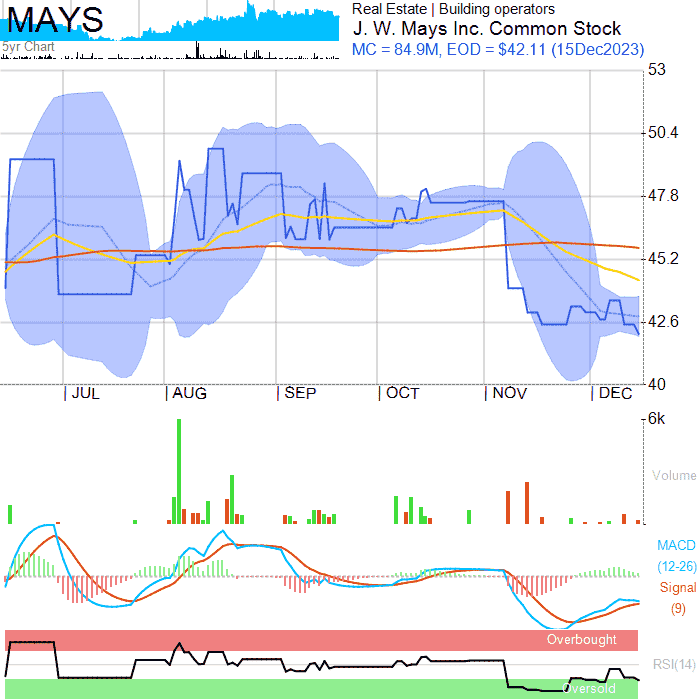 MAYS
5yr Chart
Real Estate | Building operators
J. W. Mays Inc. Common Stock
MC = 84.9M, EOD = $42.11 (15Dec2023)
53
50.4
47.8
45.2
42.6
40
| JUL | AUG | SEP | OCT | NOV | DEC
6k
Volume
MACD
(12-26)
Signal
(9)
Overbought
RSI(14)
Oversold